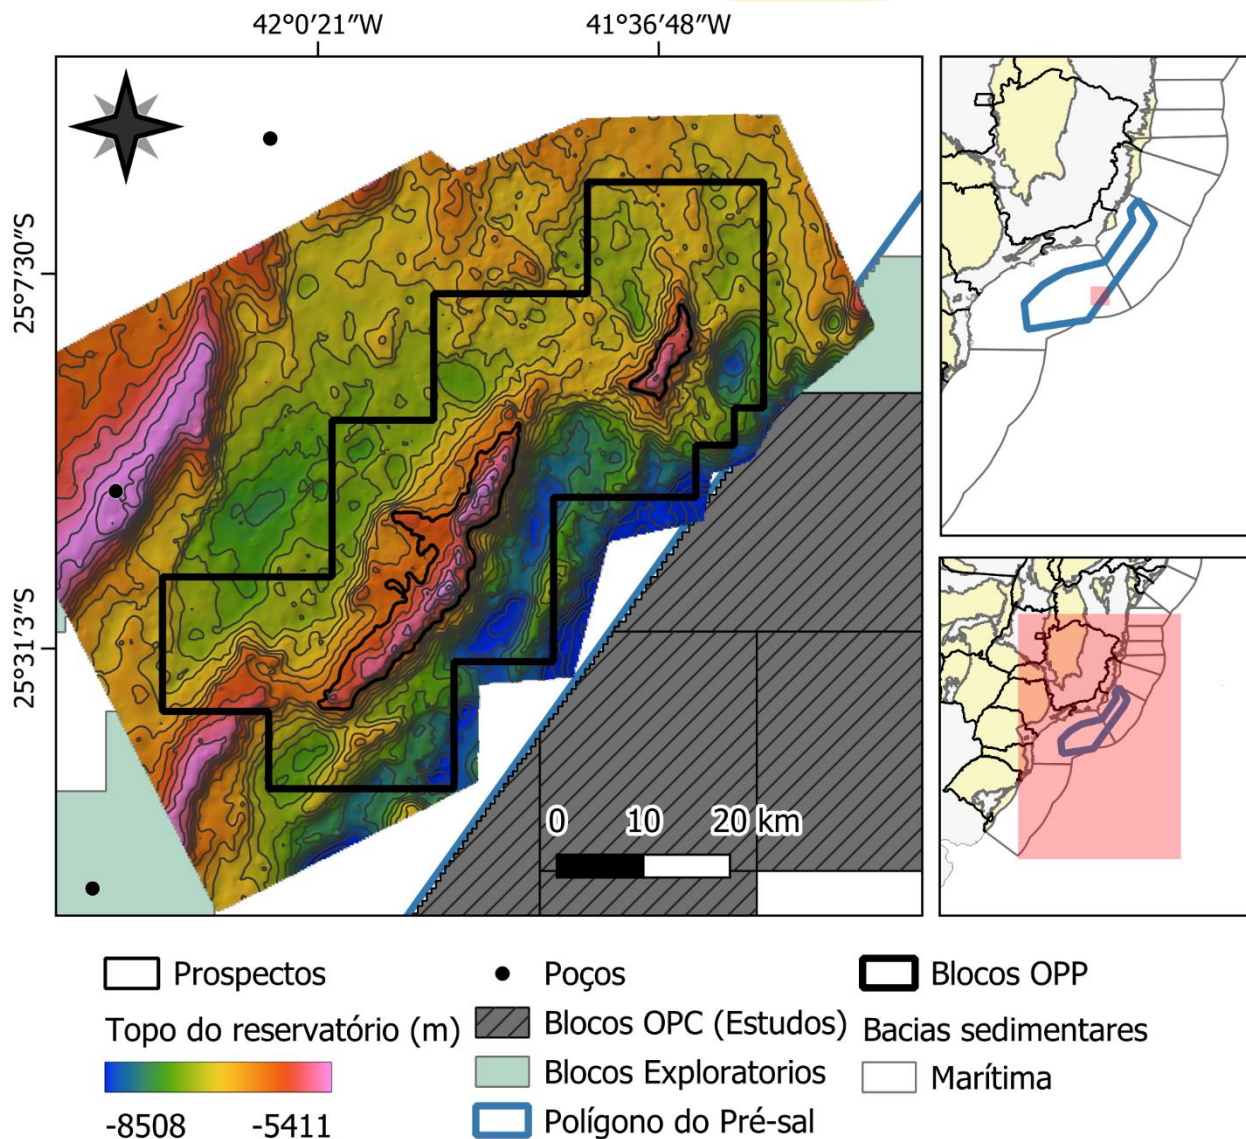 42°0′21″W
41°36′48″W
25°7′30″S
25°31′3″S
0 10 20 km
Prospectos
Poços
Blocos OPP
Topo do reservatório (m)
Blocos OPC (Estudos)
Bacias sedimentares
Blocos Exploratorios
Marítima
-8508 -5411
Polígono do Pré-sal